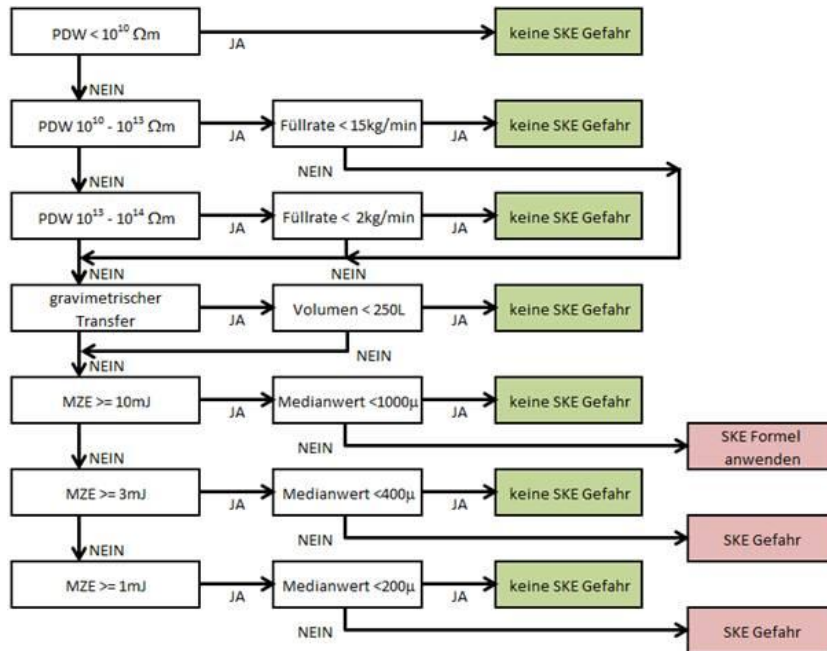 PDW < 10¹⁰ Ωm
JA
keine SKE Gefahr
NEIN
PDW 10¹⁰ - 10¹³ Ωm
JA
Füllrate < 15kg/min
JA
keine SKE Gefahr
NEIN
NEIN
PDW 10¹³ - 10¹⁴ Ωm
JA
Füllrate < 2kg/min
JA
keine SKE Gefahr
NEIN
NEIN
gravimetrischer
Transfer
JA
Volumen < 250L
JA
keine SKE Gefahr
NEIN
NEIN
MZE >= 10mJ
JA
Medianwert <1000µ
JA
keine SKE Gefahr
NEIN
SKE Formel
anwenden
NEIN
MZE >= 3mJ
JA
Medianwert <400µ
JA
keine SKE Gefahr
NEIN
SKE Gefahr
NEIN
MZE >= 1mJ
JA
Medianwert <200µ
JA
keine SKE Gefahr
NEIN
SKE Gefahr